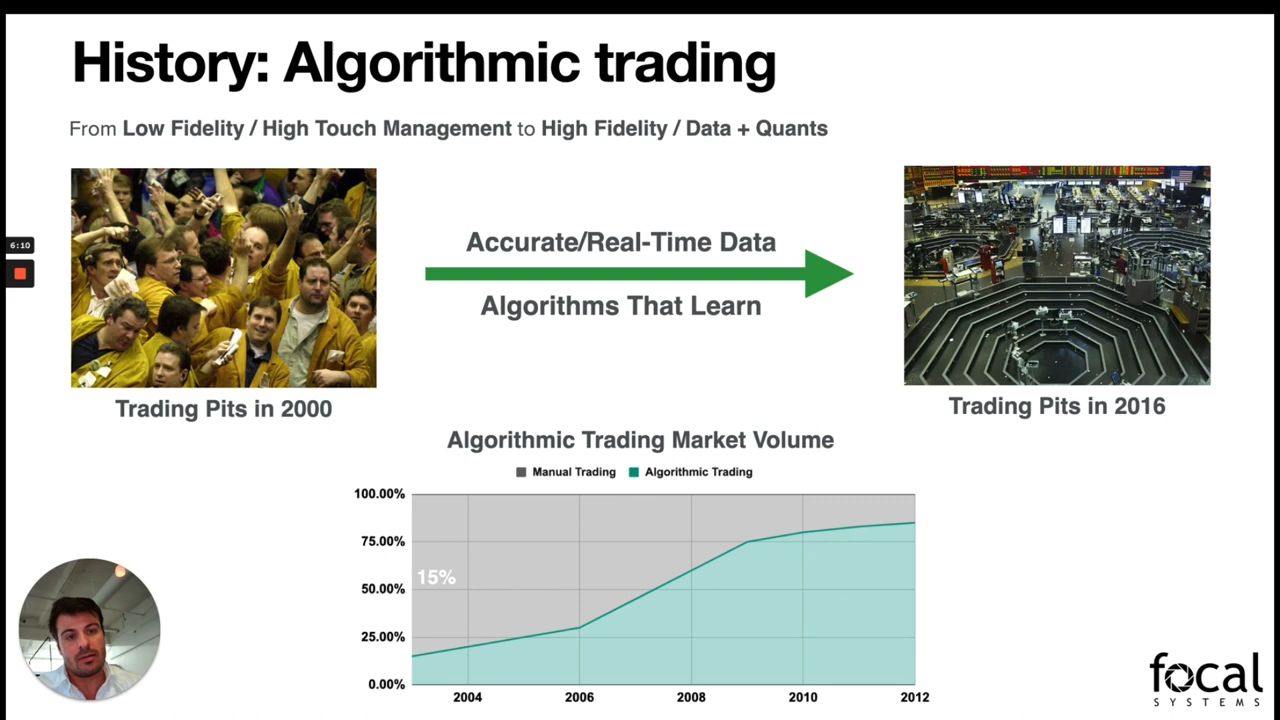 History: Algorithmic trading
From Low Fidelity / High Touch Management to High Fidelity / Data + Quants
6:10
Accurate/Real-Time Data
Algorithms That Learn
Trading Pits in 2000
Trading Pits in 2016
Algorithmic Trading Market Volume
Manual Trading Algorithmic Trading
100.00%
75.00%
15%
50.00%
25.00%
0.00%
2004 2006 2008 2010 2012
focal
SYSTEMS